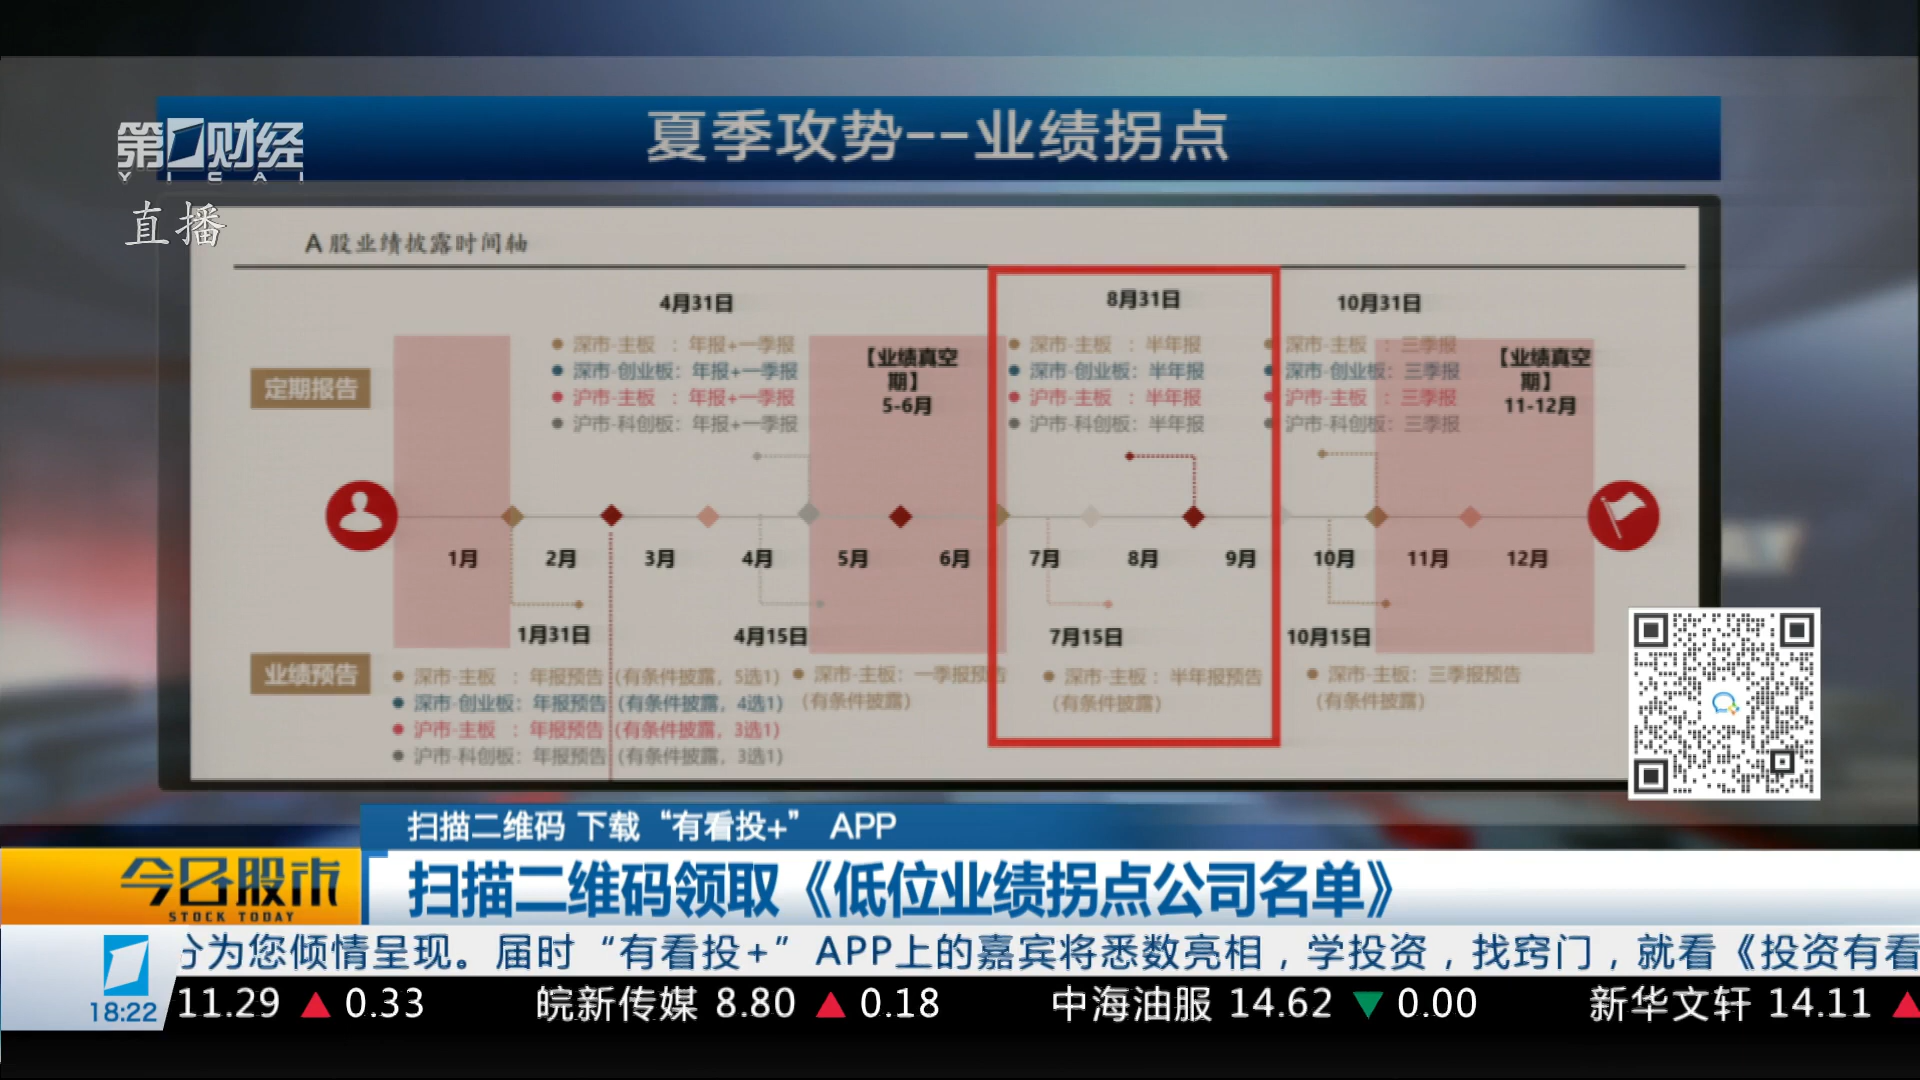 夏季攻势--业绩拐点
第一财经
YICAI
直播
A股业绩披露时间轴
4月31日
8月31日
10月31日
定期报告
深市-主板 : 年报+一季报
深市-创业板: 年报+一季报
沪市-主板 : 年报+一季报
沪市-科创板: 年报+一季报
【业绩真空
期】
5-6月
深市-主板 : 半年报
深市-创业板: 半年报
沪市-主板 : 半年报
沪市-科创板: 半年报
深市-主板 : 三季报
深市-创业板: 三季报
沪市-主板 : 三季报
沪市-科创板: 三季报
【业绩真空
期】
11-12月
1月 2月 3月 4月 5月 6月 7月 8月 9月 10月 11月 12月
1月31日
4月15日
7月15日
10月15日
业绩预告
深市-主板 : 年报预告 (有条件披露, 5选1)
深市-创业板: 年报预告 (有条件披露, 4选1)
沪市-主板 : 年报预告 (有条件披露, 3选1)
沪市-科创板: 年报预告 (有条件披露, 3选1)
深市-主板: 一季报预告
(有条件披露)
深市-主板: 半年报预告
(有条件披露)
深市-主板: 三季报预告
(有条件披露)
扫描二维码 下载“有看投+” APP
今日股市
STOCK TODAY
扫描二维码领取《低位业绩拐点公司名单》
分为您倾情呈现。届时“有看投+”APP上的嘉宾将悉数亮相，学投资，找窍门，就看《投资有看
18:22
11.29 ▲ 0.33 皖新传媒 8.80 ▲ 0.18 中海油服 14.62 ▼ 0.00 新华文轩 14.11 ▲